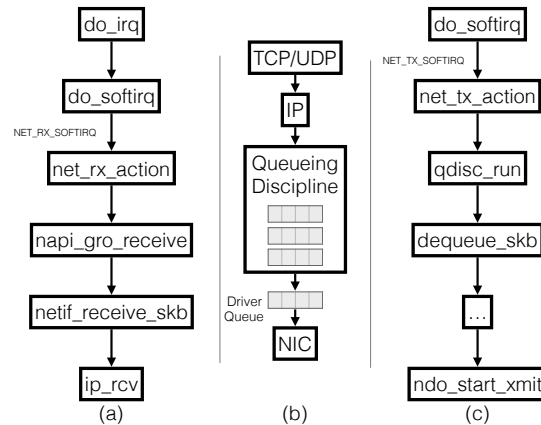 do_irq
do_softirq
NET_RX_SOFTIRQ
net_rx_action
napi_gro_receive
netif_receive_skb
ip_rcv
(a)
TCP/UDP
IP
Queueing
Discipline
Driver
Queue
NIC
(b)
do_softirq
NET_TX_SOFTIRQ
net_tx_action
qdisc_run
dequeue_skb
...
ndo_start_xmit
(c)